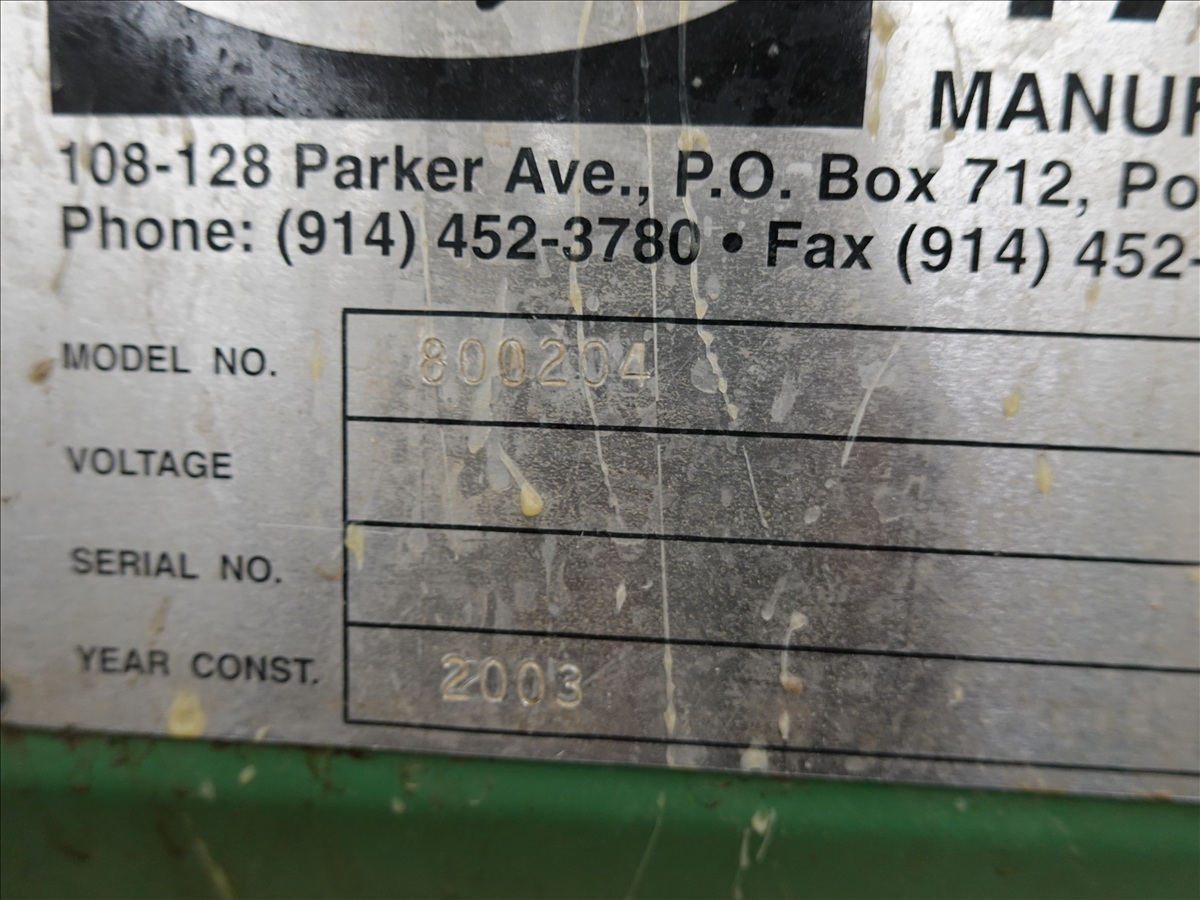 MANUF
108-128 Parker Ave., P.O. Box 712, Po
Phone: (914) 452-3780 • Fax (914) 452-
MODEL NO. 800204
VOLTAGE
SERIAL NO.
YEAR CONST. 2003